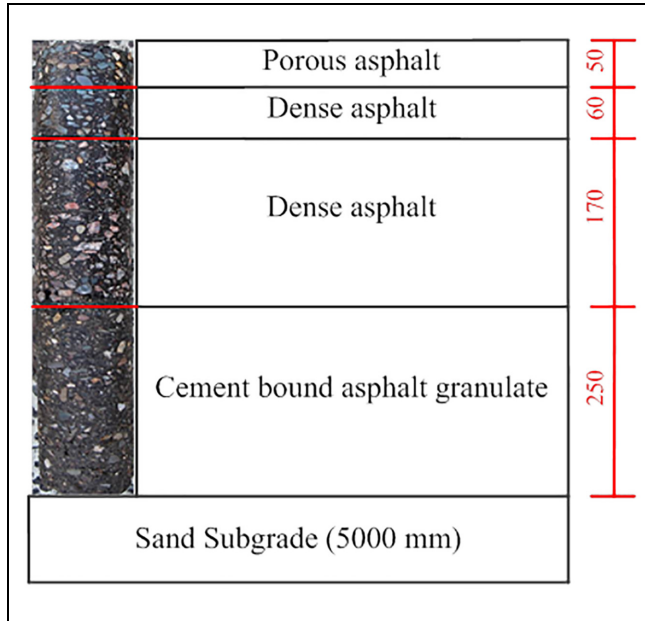 Porous asphalt
50
Dense asphalt
60
Dense asphalt
170
Cement bound asphalt granulate
250
Sand Subgrade (5000 mm)